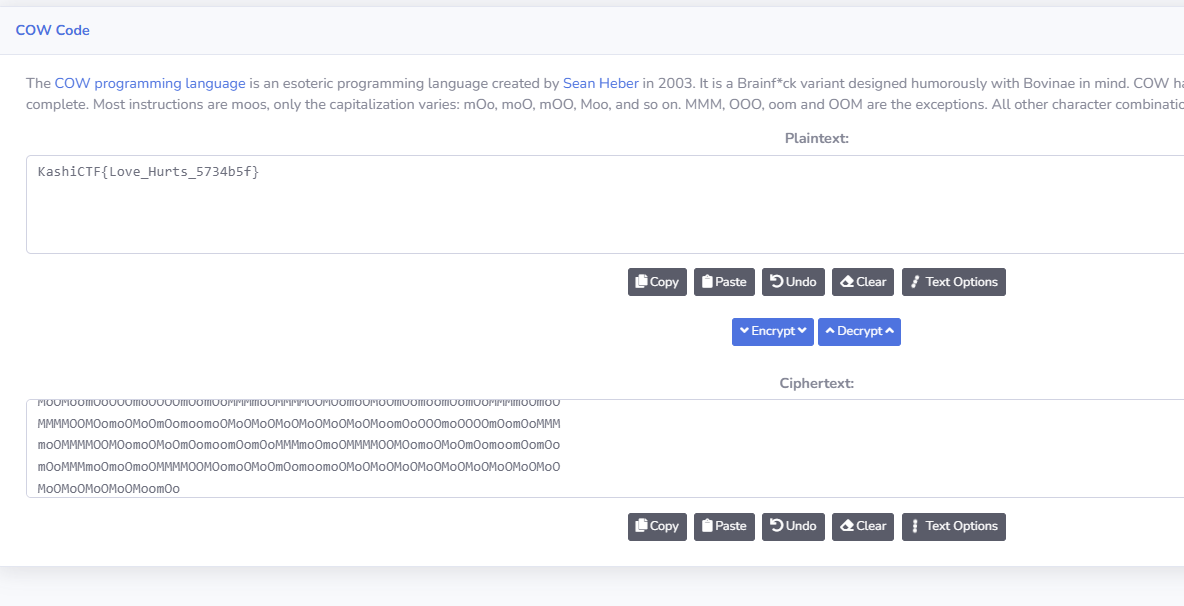 COW Code
The COW programming language is an esoteric programming language created by Sean Heber in 2003. It is a Brainf*ck variant designed humorously with Bovinae in mind. COW ha
complete. Most instructions are moos, only the capitalization varies: mOo, moO, mOO, Moo, and so on. MMM, OOO, oom and OOM are the exceptions. All other character combinatio
Plaintext:
KashiCTF{Love_Hurts_5734b5f}
Copy Paste Undo Clear Text Options
Encrypt Decrypt
Ciphertext:
MoOMoomOoOOOmoOOOOmOomOoMMMmoOMMMMOOMOomoOMoOmOomoomOomOoMMMmoOmoO
MMMMOOMOomoOMoOmOomoomoOMoOMoOMoOMoOMoOMoOMoomOoOOOmoOOOOmOomOoMMM
moOMMMMOOMOomoOMoOmOomoomOomOoMMMmoOmoOMMMMOOMOomoOMoOmOomoomOomOo
mOoMMMmoOmoOmoOMMMMOOMOomoOMoOmOomoomoOMoOMoOMoOMoOMoOMoOMoOMoOMoO
MoOMoOMoOMoOMoomOo
Copy Paste Undo Clear Text Options